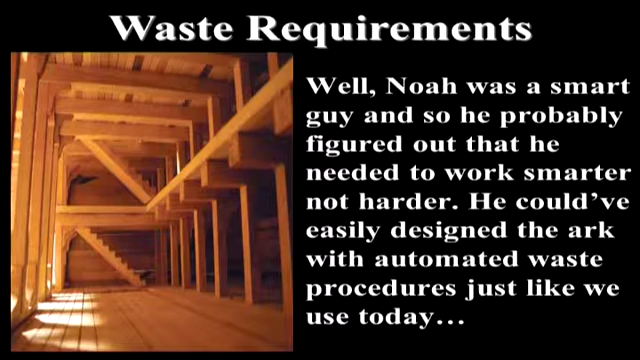 Waste Requirements
Well, Noah was a smart
guy and so he probably
figured out that he
needed to work smarter
not harder. He could’ve
easily designed the ark
with automated waste
procedures just like we
use today…